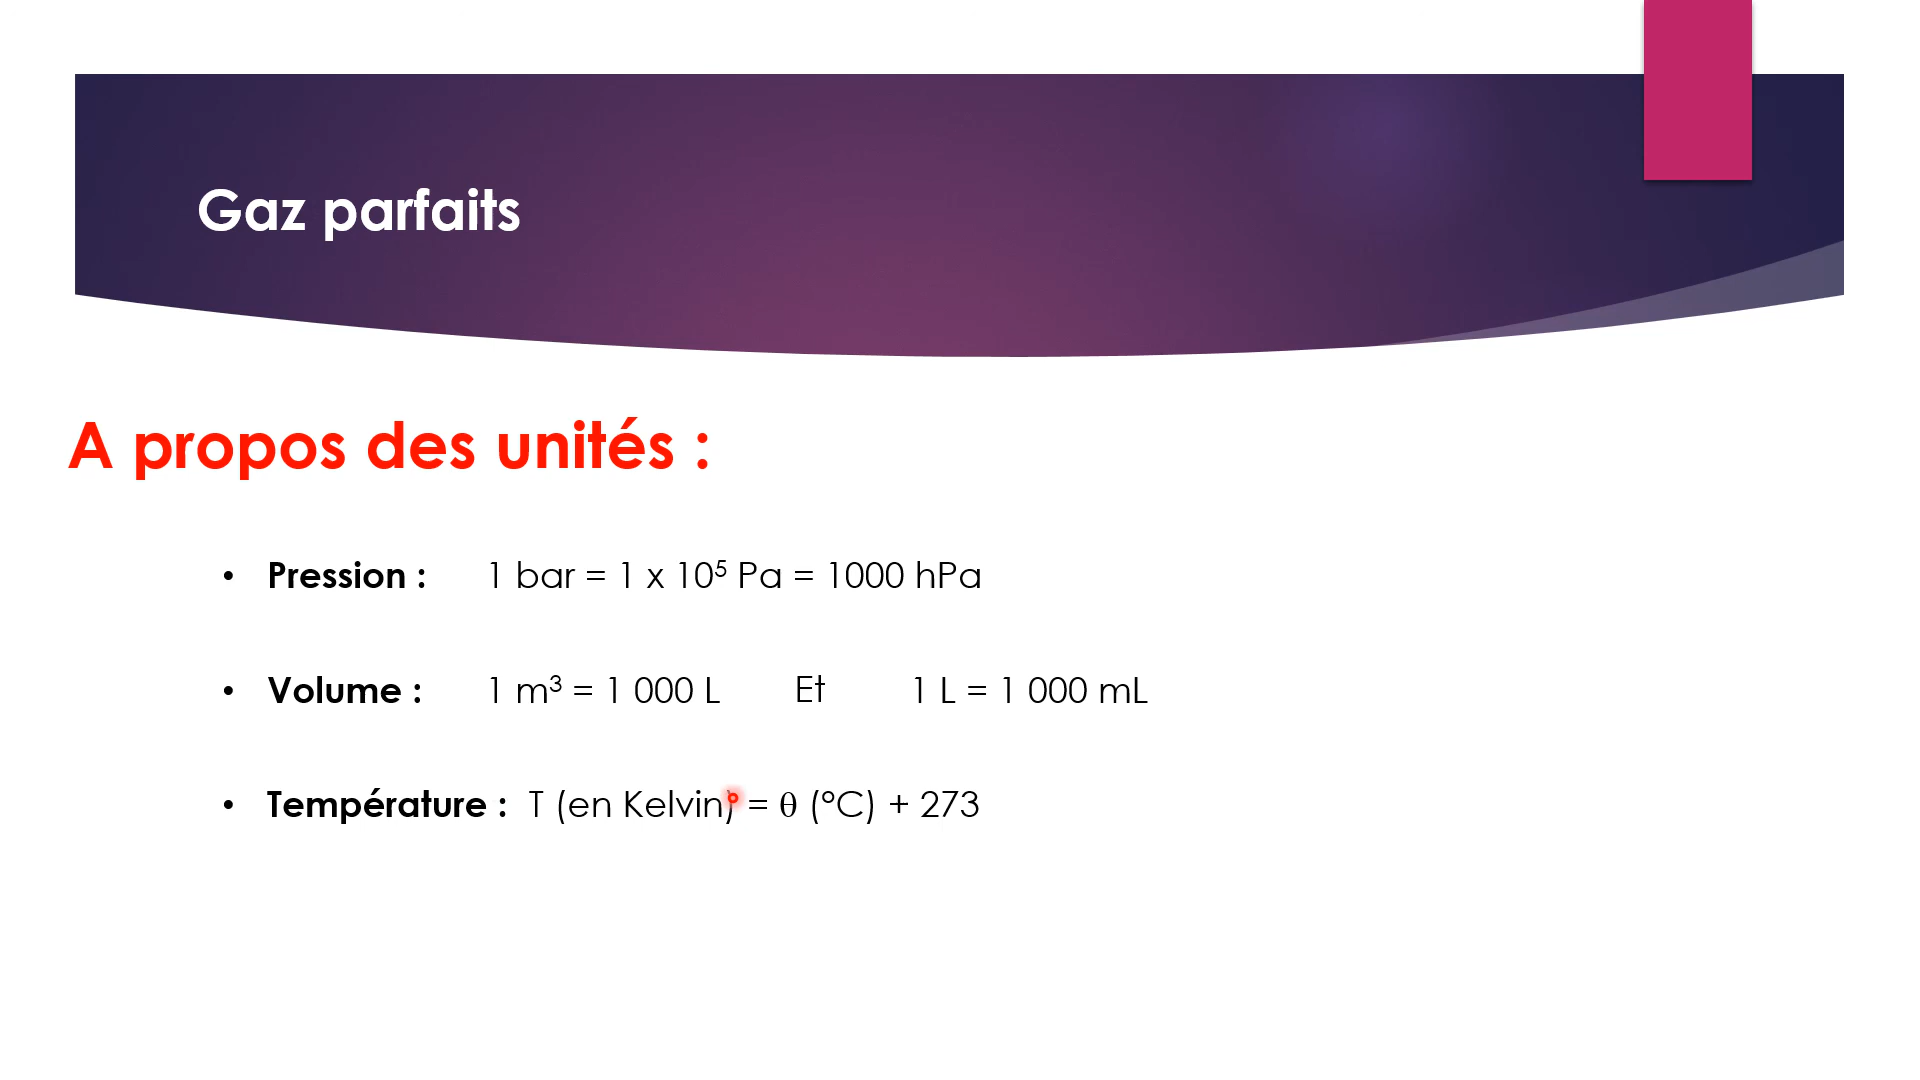 Gaz parfaits
A propos des unités :
• Pression : 1 bar = 1 x 10⁵ Pa = 1000 hPa
• Volume : 1 m³ = 1 000 L Et 1 L = 1 000 mL
• Température : T (en Kelvin) = θ (°C) + 273